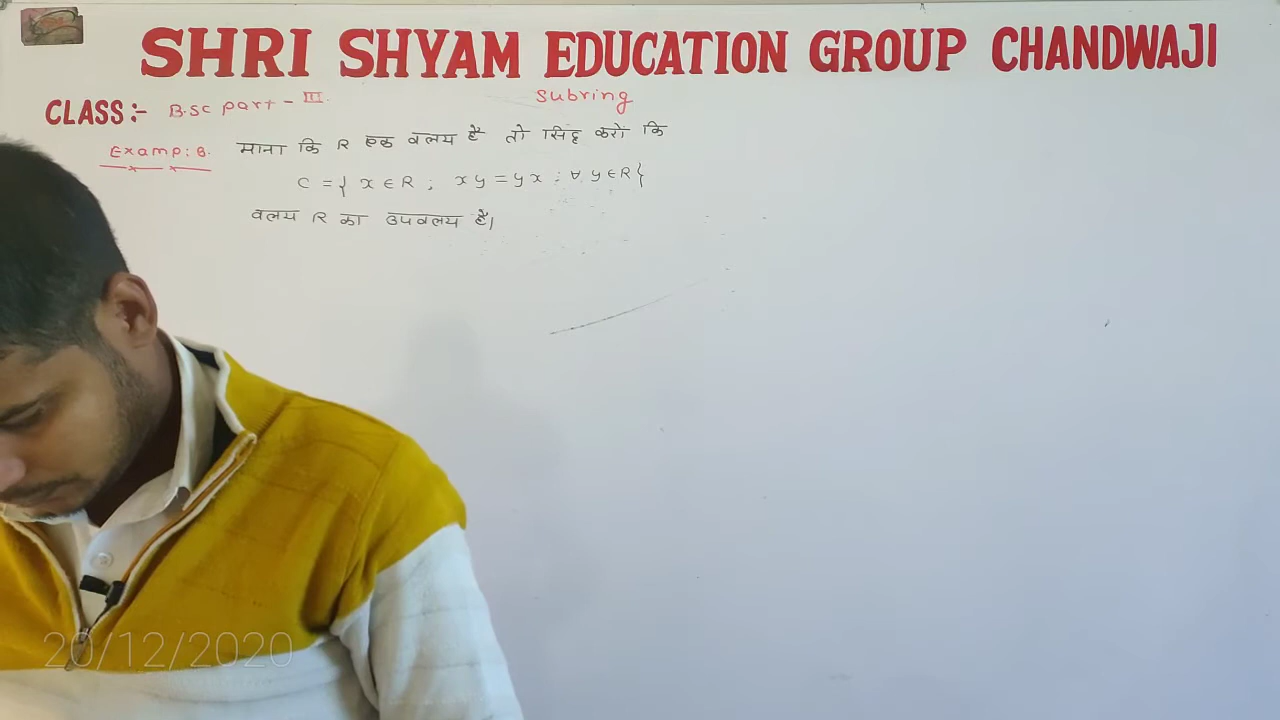 SHRI SHYAM EDUCATION GROUP CHANDWAJI
CLASS:- B.sc part - III. subring
Examp: 8. माना कि R एक वलय है तो सिद्ध करो कि
C = { x ∈ R ; xy = yx ; ∀ y ∈ R }
वलय R का उपवलय है।
20/12/2020